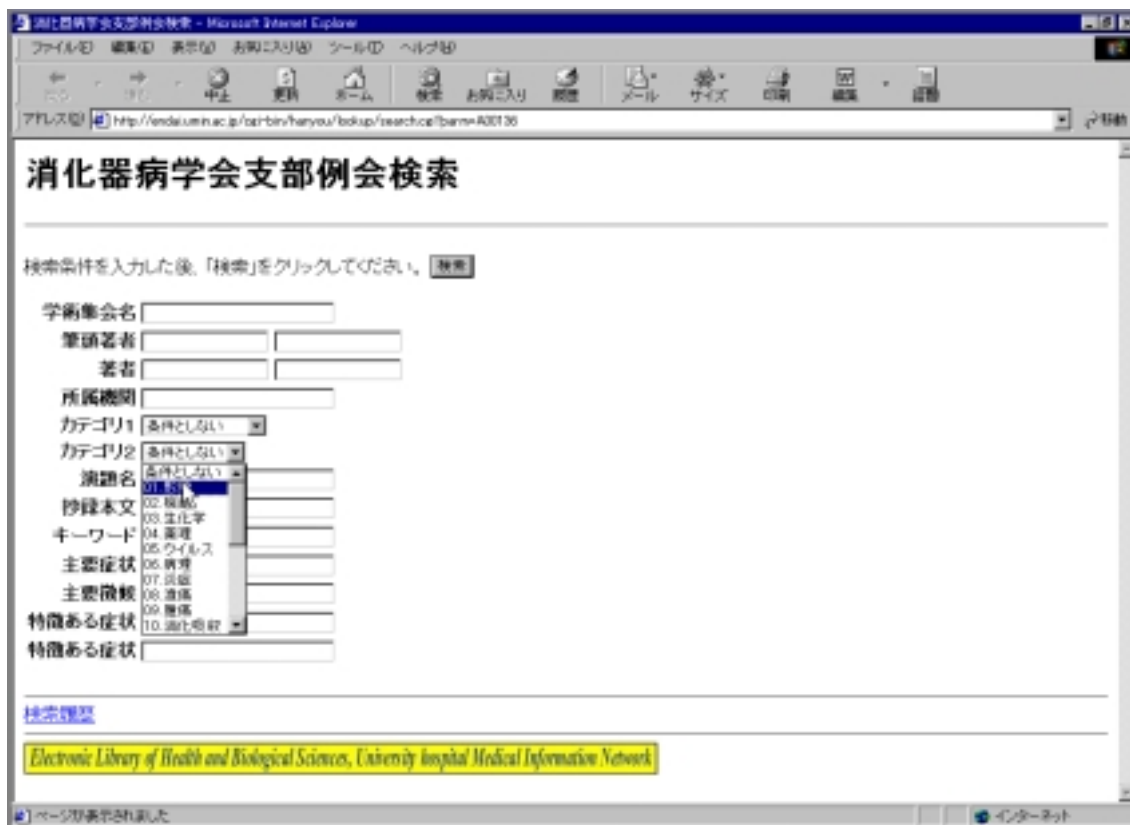 消化器病学会支部例会検索 - Microsoft Internet Explorer
ファイル(F) 編集(E) 表示(V) お気に入り(A) ツール(T) ヘルプ(H)
中止 更新 ホーム 検索 お気に入り 履歴 メール サイズ 印刷 編集
アドレス(D) 移動
消化器病学会支部例会検索
検索条件を入力した後、「検索」をクリックしてください。 検索
学術集会名
筆頭著者
著者
所属機関
カテゴリ1 条件としない
カテゴリ2 条件としない
演題名 条件としない
01.
抄録本文 02.
03.生化学
キーワード 04.薬理
05.ウイルス
主要症状 06.病理
07.炎症
主要徴候 08.潰瘍
09.腫瘍
特徴ある症状 10.消化吸収
特徴ある症状
検索履歴
Electronic Library of Health and Biological Sciences, University hospital Medical Information Network
ページが表示されました インターネット